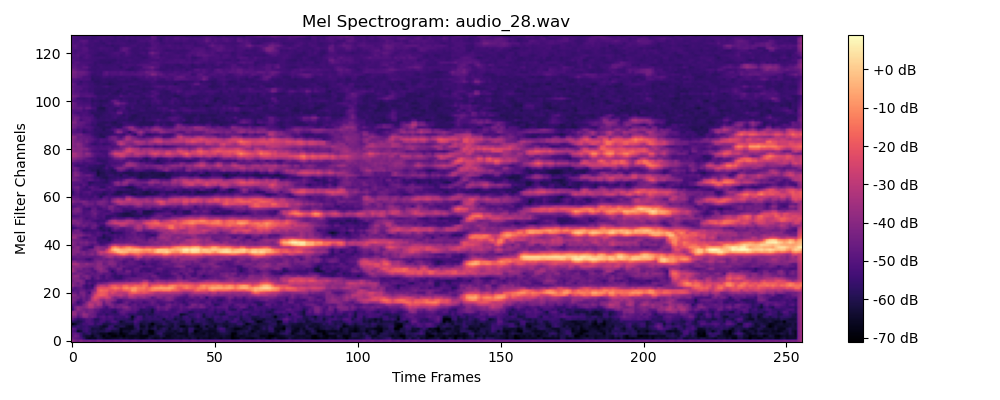 Mel Spectrogram: audio_28.wav
Mel Filter Channels
120
100
80
60
40
20
0
0 50 100 150 200 250
Time Frames
+0 dB
-10 dB
-20 dB
-30 dB
-40 dB
-50 dB
-60 dB
-70 dB